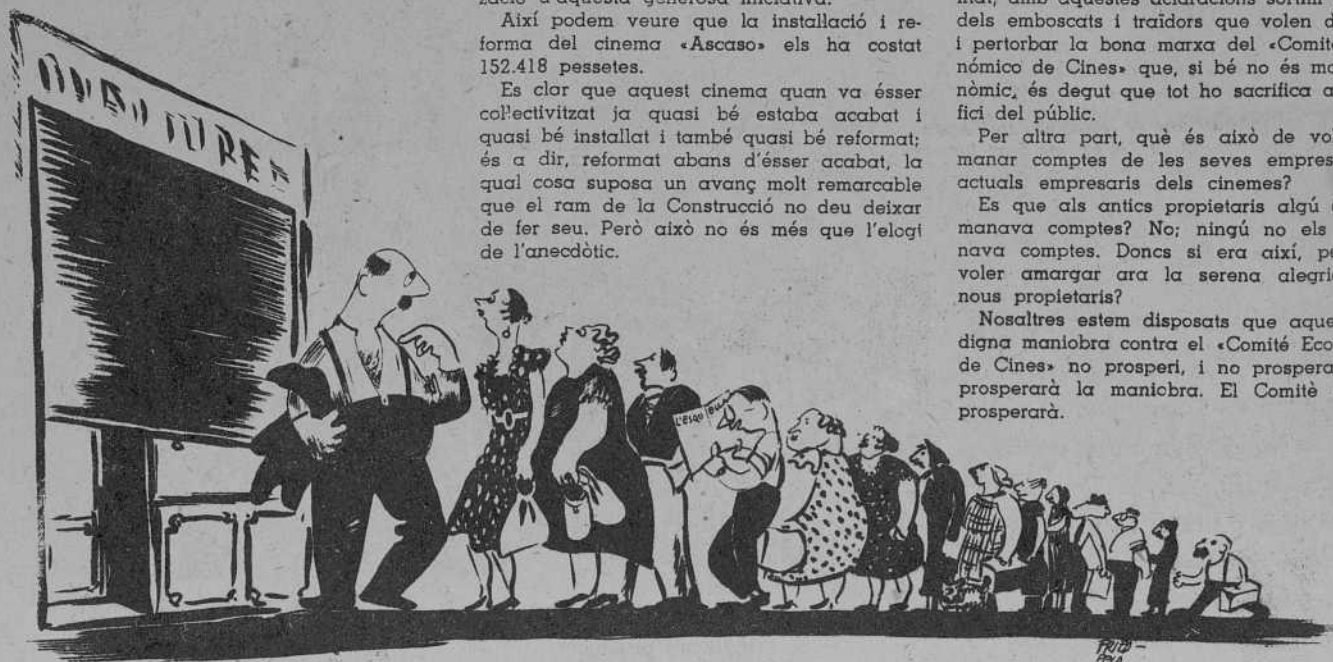 Així podem veure que la instaŀlació i re-
forma del cinema «Ascaso» els ha costat
152.418 pessetes.
Es clar que aquest cinema quan va ésser
coŀlectivitzat ja quasi bé estaba acabat i
quasi bé installat i també quasi bé reformat;
és a dir, reformat abans d'ésser acabat, la
qual cosa suposa un avanç molt remarcable
que el ram de la Construcció no deu deixar
de fer seu. Però això no és més que l'elogi
de l'anecdòtic.
dels emboscats i traïdors que volen d
i pertorbar la bona marxa del «Comit
nómico de Cines» que, si bé no és mo
nòmic, és degut que tot ho sacrifica a
fici del públic.
Per altra part, què és això de vo
manar comptes de les seves empres
actuals empresaris dels cinemes?
Es que als antics propietaris algú
manava comptes? No; ningú no els
nava comptes. Doncs si era així, pe
voler amargar ara la serena alegri
nous propietaris?
Nosaltres estem disposats que aque
digna maniobra contra el «Comité Eco
de Cines» no prosperi, i no prospera
prosperarà la maniobra. El Comitè
prosperarà.
L'ESQUELLA